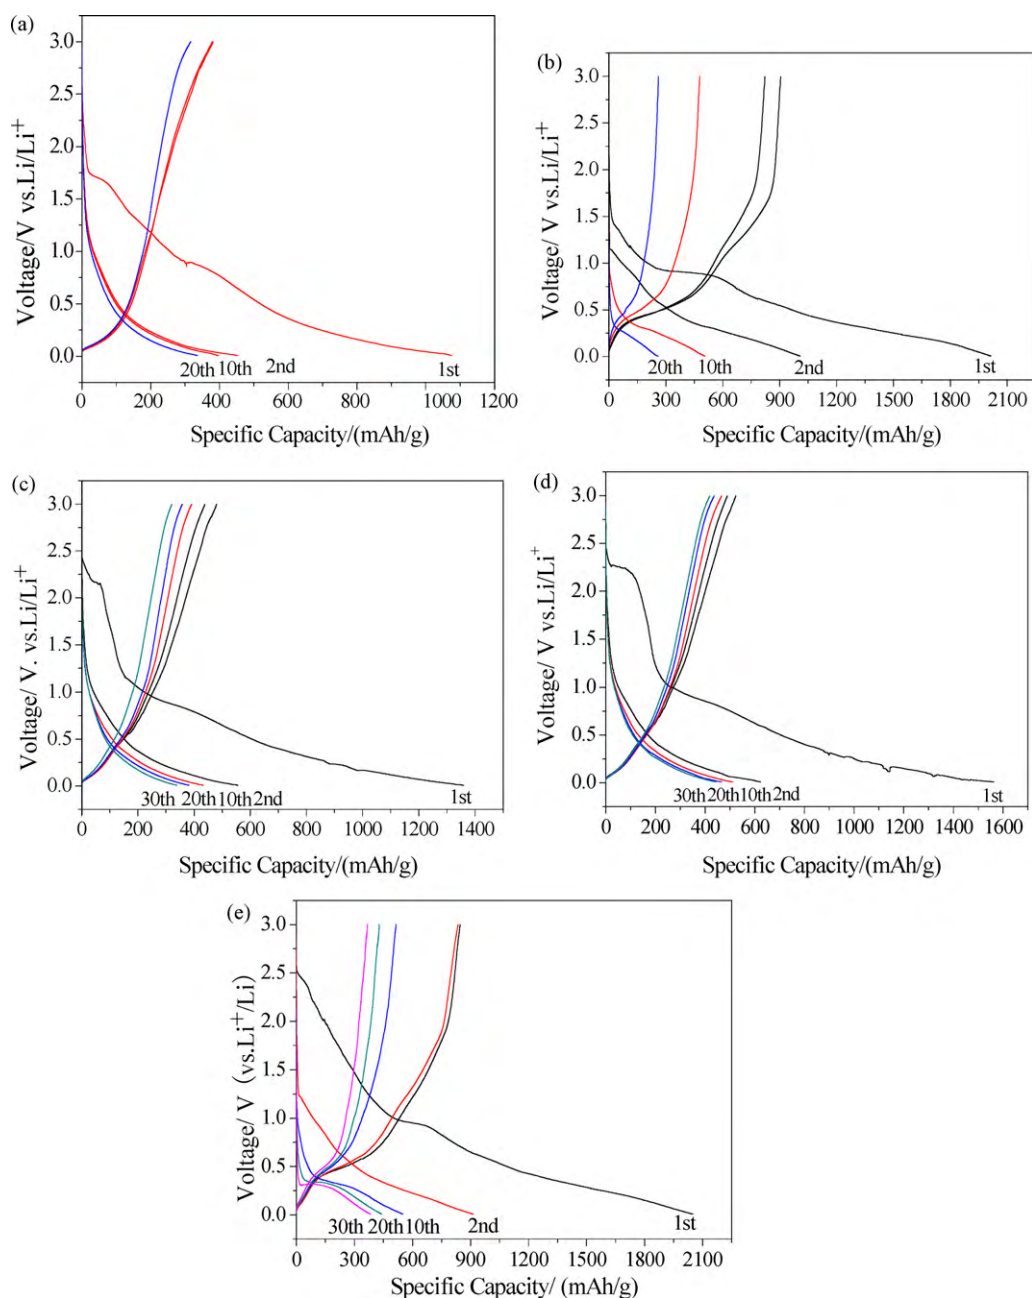 (a)
3.0
2.5
2.0
1.5
1.0
0.5
0.0
Voltage/V vs.Li/Li+
20th 10th 2nd 1st
0 200 400 600 800 1000 1200
Specific Capacity/(mAh/g)
(b)
3.0
2.5
2.0
1.5
1.0
0.5
0.0
Voltage/ V vs.Li/Li+
20th 10th 2nd 1st
0 300 600 900 1200 1500 1800 2100
Specific Capacity/(mAh/g)
(c)
3.0
2.5
2.0
1.5
1.0
0.5
0.0
Voltage/ V. vs.Li/Li+
30th 20th 10th 2nd 1st
0 200 400 600 800 1000 1200 1400
Specific Capacity/(mAh/g)
(d)
3.0
2.5
2.0
1.5
1.0
0.5
0.0
Voltage/ V vs.Li/Li+
30th 20th 10th 2nd 1st
0 200 400 600 800 1000 1200 1400 1600
Specific Capacity/(mAh/g)
(e)
3.0
2.5
2.0
1.5
1.0
0.5
0.0
Voltage/ V (vs.Li+/Li)
30th 20th 10th 2nd 1st
0 300 600 900 1200 1500 1800 2100
Specific Capacity/ (mAh/g)